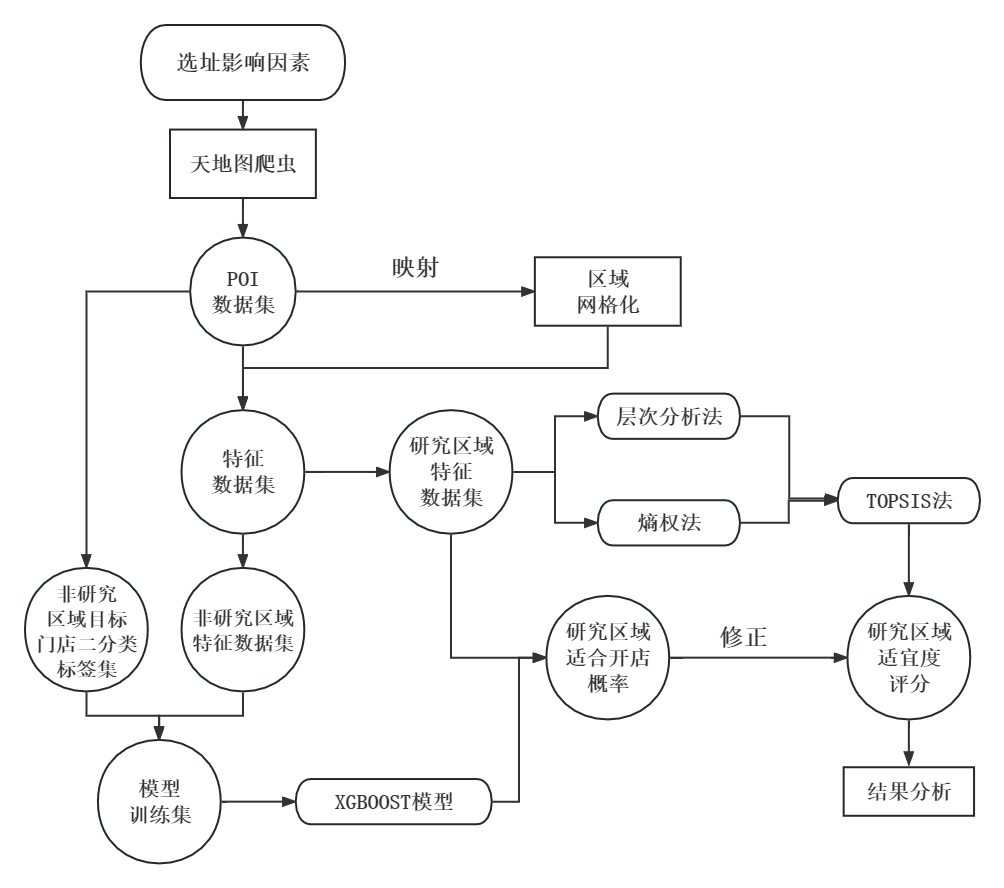 选址影响因素
天地图爬虫
POI
数据集
映射
区域
网格化
特征
数据集
研究区域
特征
数据集
层次分析法
熵权法
TOPSIS法
非研究
区域目标
门店二分类
标签集
非研究区域
特征数据集
研究区域
适合开店
概率
修正
研究区域
适宜度
评分
模型
训练集
XGBOOST模型
结果分析